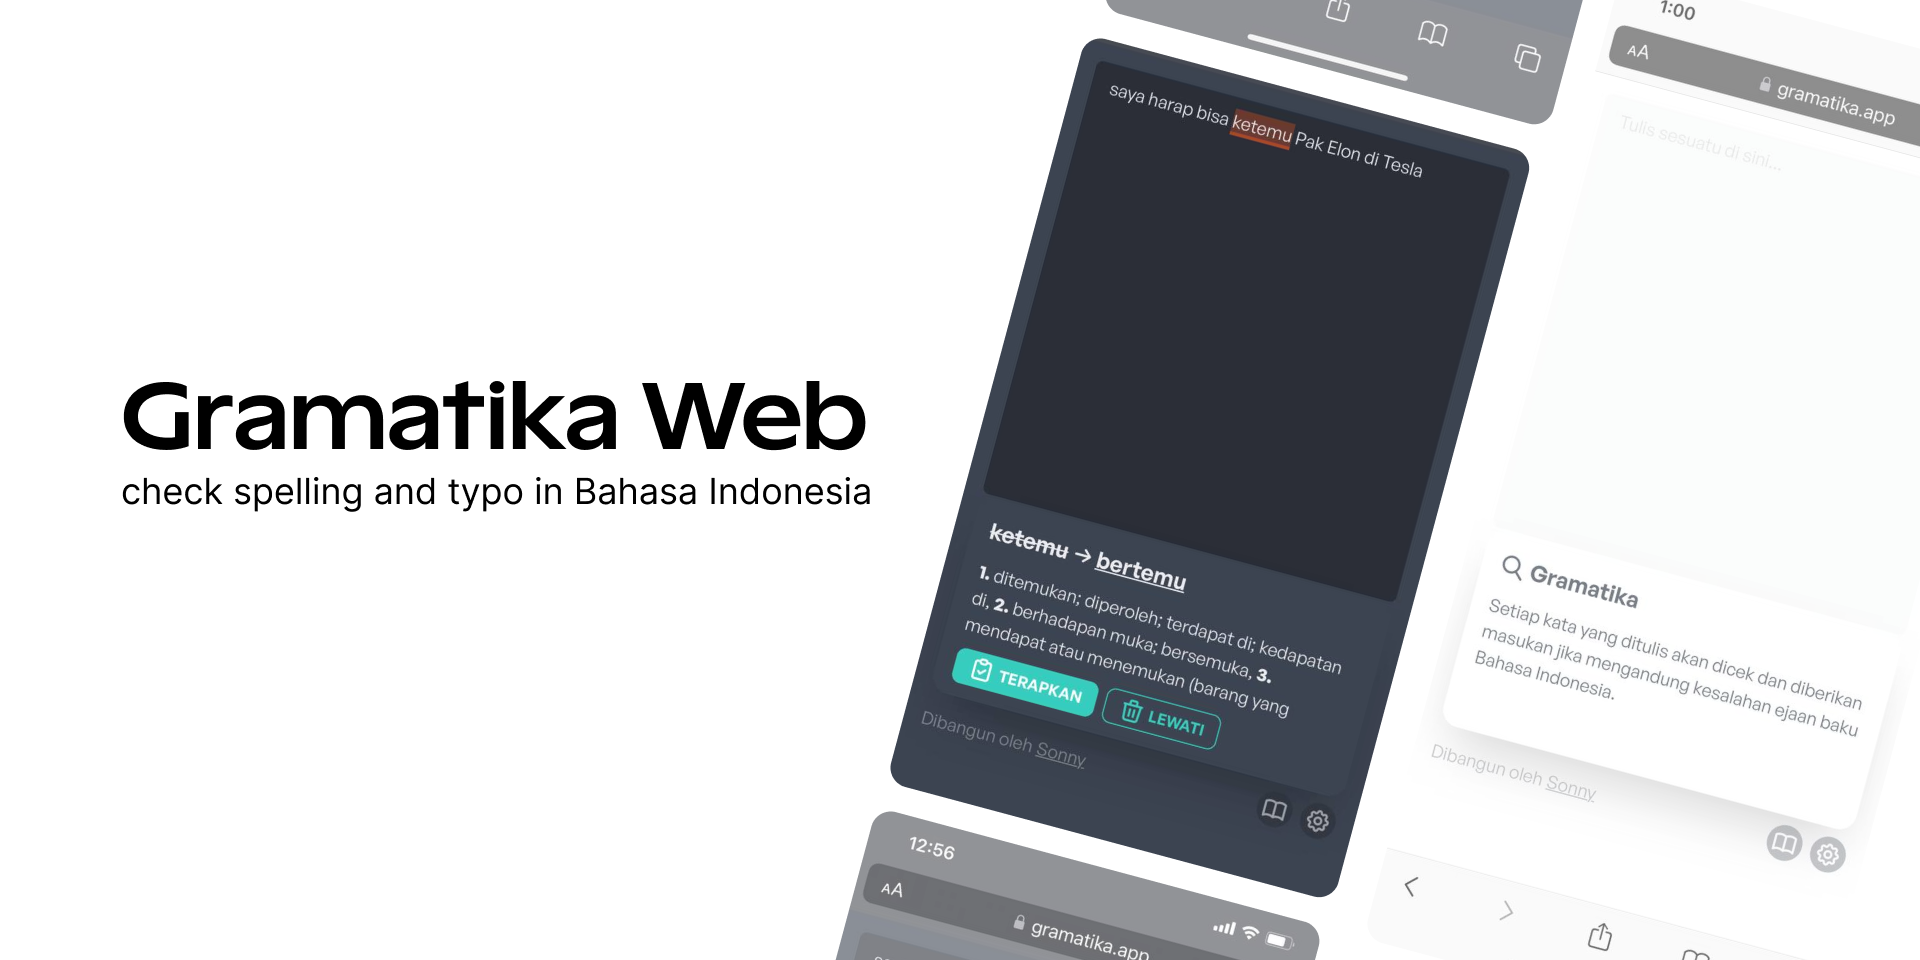 Gramatika Web
check spelling and typo in Bahasa Indonesia
saya harap bisa ketemu Pak Elon di Tesla
ketemu → bertemu
1. ditemukan; diperoleh; terdapat di; kedapatan
di, 2. berhadapan muka; bersemuka, 3.
mendapat atau menemukan (barang yang
TERAPKAN
LEWATI
Dibangun oleh Sonny
12:56
AA
gramatika.app
1:00
AA
gramatika.app
Tulis sesuatu di sini...
Gramatika
Setiap kata yang ditulis akan dicek dan diberikan
masukan jika mengandung kesalahan ejaan baku
Bahasa Indonesia.
Dibangun oleh Sonny